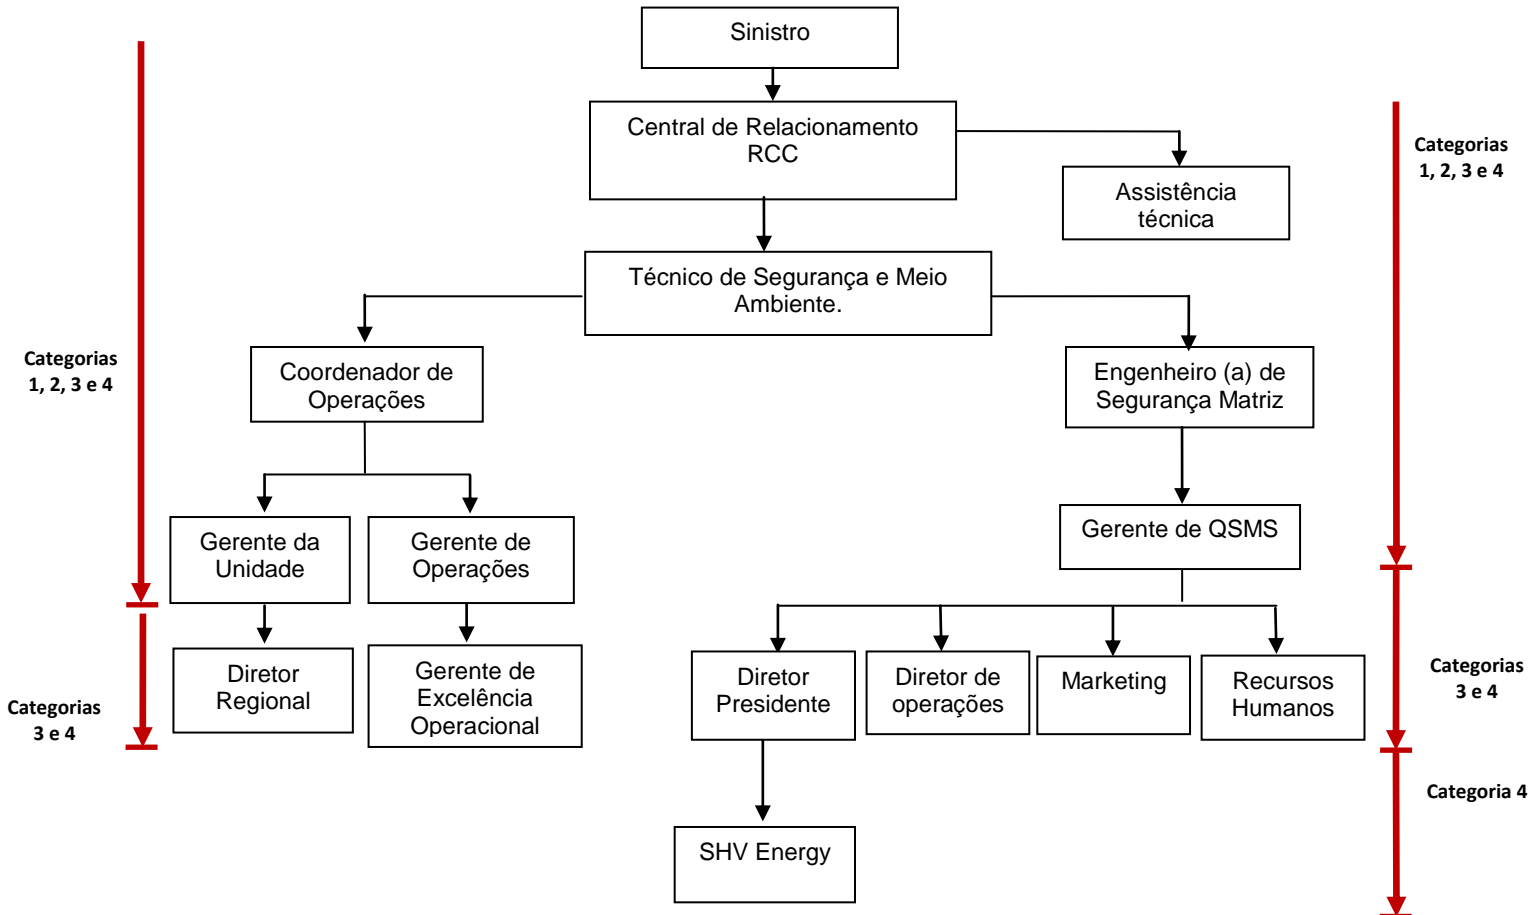 Sinistro
Central de Relacionamento
RCC
Categorias
1, 2, 3 e 4
Assistência
técnica
Técnico de Segurança e Meio
Ambiente.
Categorias
1, 2, 3 e 4
Coordenador de
Operações
Engenheiro (a) de
Segurança Matriz
Gerente da
Unidade
Gerente de
Operações
Gerente de QSMS
Categorias
3 e 4
Diretor
Regional
Gerente de
Excelência
Operacional
Diretor
Presidente
Diretor de
operações
Marketing
Recursos
Humanos
Categorias
3 e 4
Categoria 4
SHV Energy